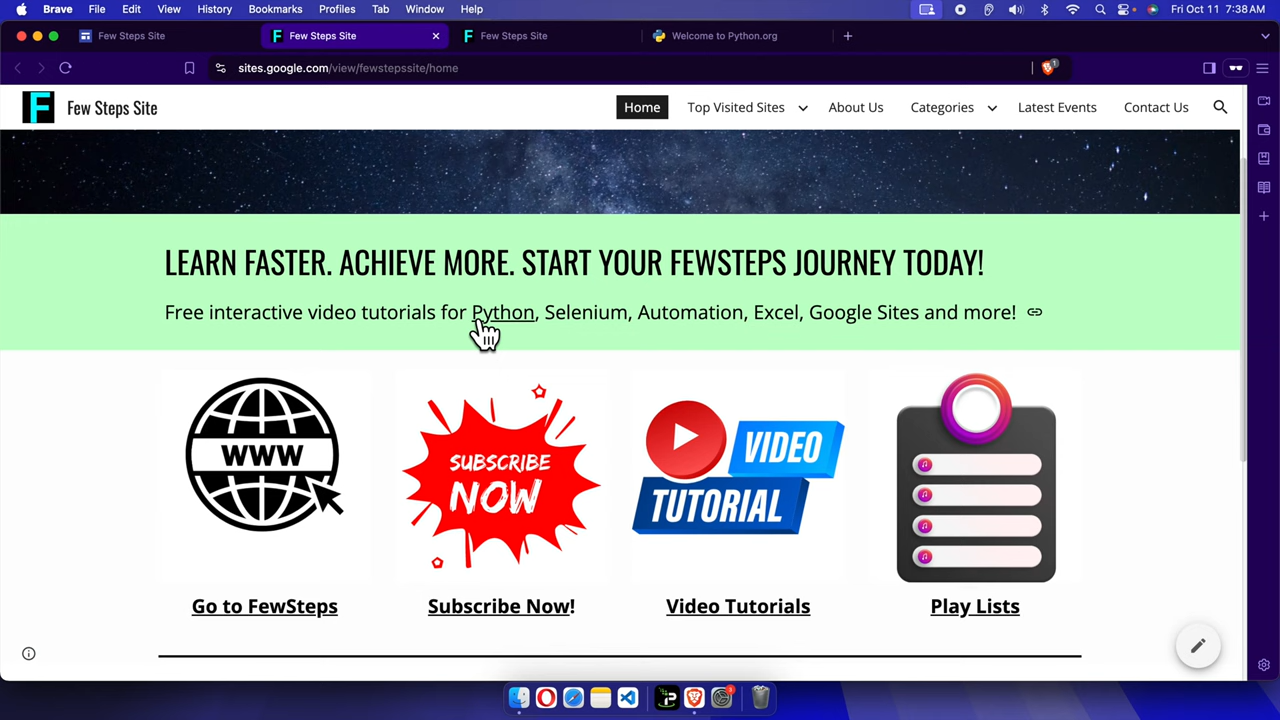 Brave File Edit View History Bookmarks Profiles Tab Window Help Fri Oct 11 7:38 AM
Few Steps Site Few Steps Site Few Steps Site Welcome to Python.org
sites.google.com/view/fewstepssite/home 1
F Few Steps Site Home Top Visited Sites About Us Categories Latest Events Contact Us
LEARN FASTER. ACHIEVE MORE. START YOUR FEWSTEPS JOURNEY TODAY!
Free interactive video tutorials for Python, Selenium, Automation, Excel, Google Sites and more!
WWW
SUBSCRIBE
NOW
VIDEO
TUTORIAL
Go to FewSteps Subscribe Now! Video Tutorials Play Lists